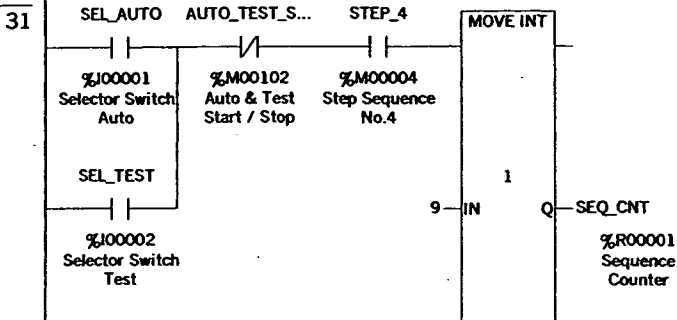 31
SEL_AUTO AUTO_TEST_S... STEP_4
MOVE INT
%I00001 %M00102 %M00004
Selector Switch Auto & Test Step Sequence
Auto Start / Stop No.4
SEL_TEST
1
9 IN Q SEQ_CNT
%I00002 %R00001
Selector Switch Sequence
Test Counter